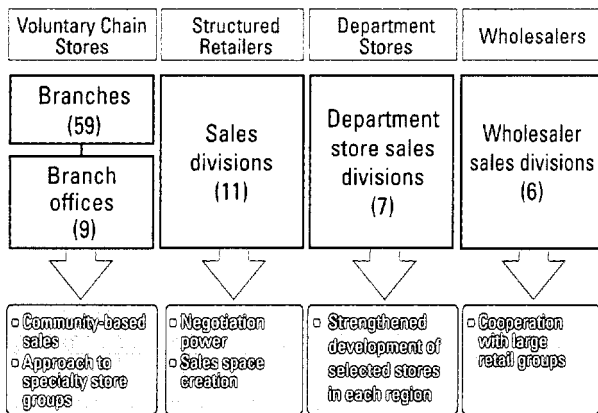 Voluntary Chain
Stores
Structured
Retailers
Department
Stores
Wholesalers
Branches
(59)
Branch
offices
(9)
Sales
divisions
(11)
Department
store sales
divisions
(7)
Wholesaler
sales divisions
(6)
▫ Community-based
sales
▫ Approach to
specialty store
groups
▫ Negotiation
power
▫ Sales space
creation
▫ Strengthened
development of
selected stores
in each region
▫ Cooperation
with large
retail groups